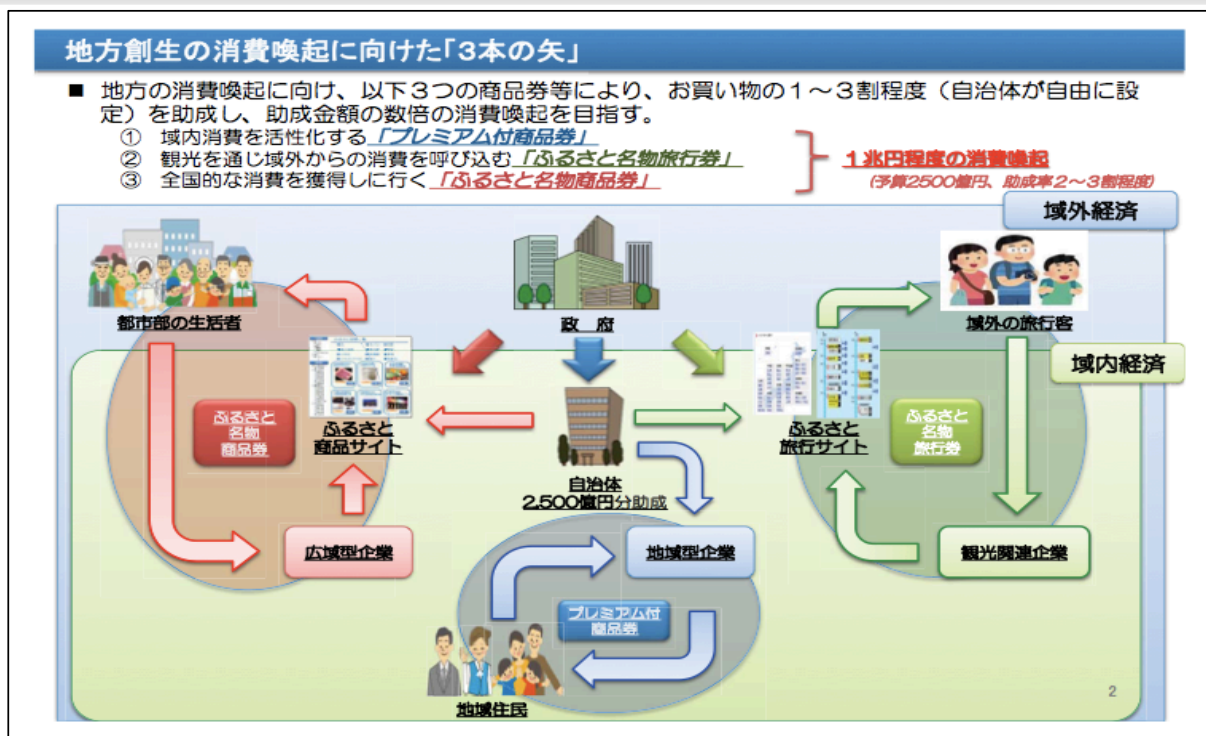 地方創生の消費喚起に向けた「3本の矢」
■ 地方の消費喚起に向け、以下3つの商品券等により、お買い物の1～3割程度（自治体が自由に設
定）を助成し、助成金額の数倍の消費喚起を目指す。
① 域内消費を活性化する「プレミアム付商品券」
② 観光を通じ域外からの消費を呼び込む「ふるさと名物旅行券」
③ 全国的な消費を獲得しに行く「ふるさと名物商品券」
1兆円程度の消費喚起
(予算2500億円、助成率2～3割程度)
域外経済
都市部の生活者
政 府
域外の旅行客
域内経済
ふるさと
名物
商品券
ふるさと
商品サイト
自治体
2,500億円分助成
ふるさと
旅行サイト
ふるさと
名物
旅行券
広域型企業
地域型企業
観光関連企業
プレミアム付
商品券
地域住民
2